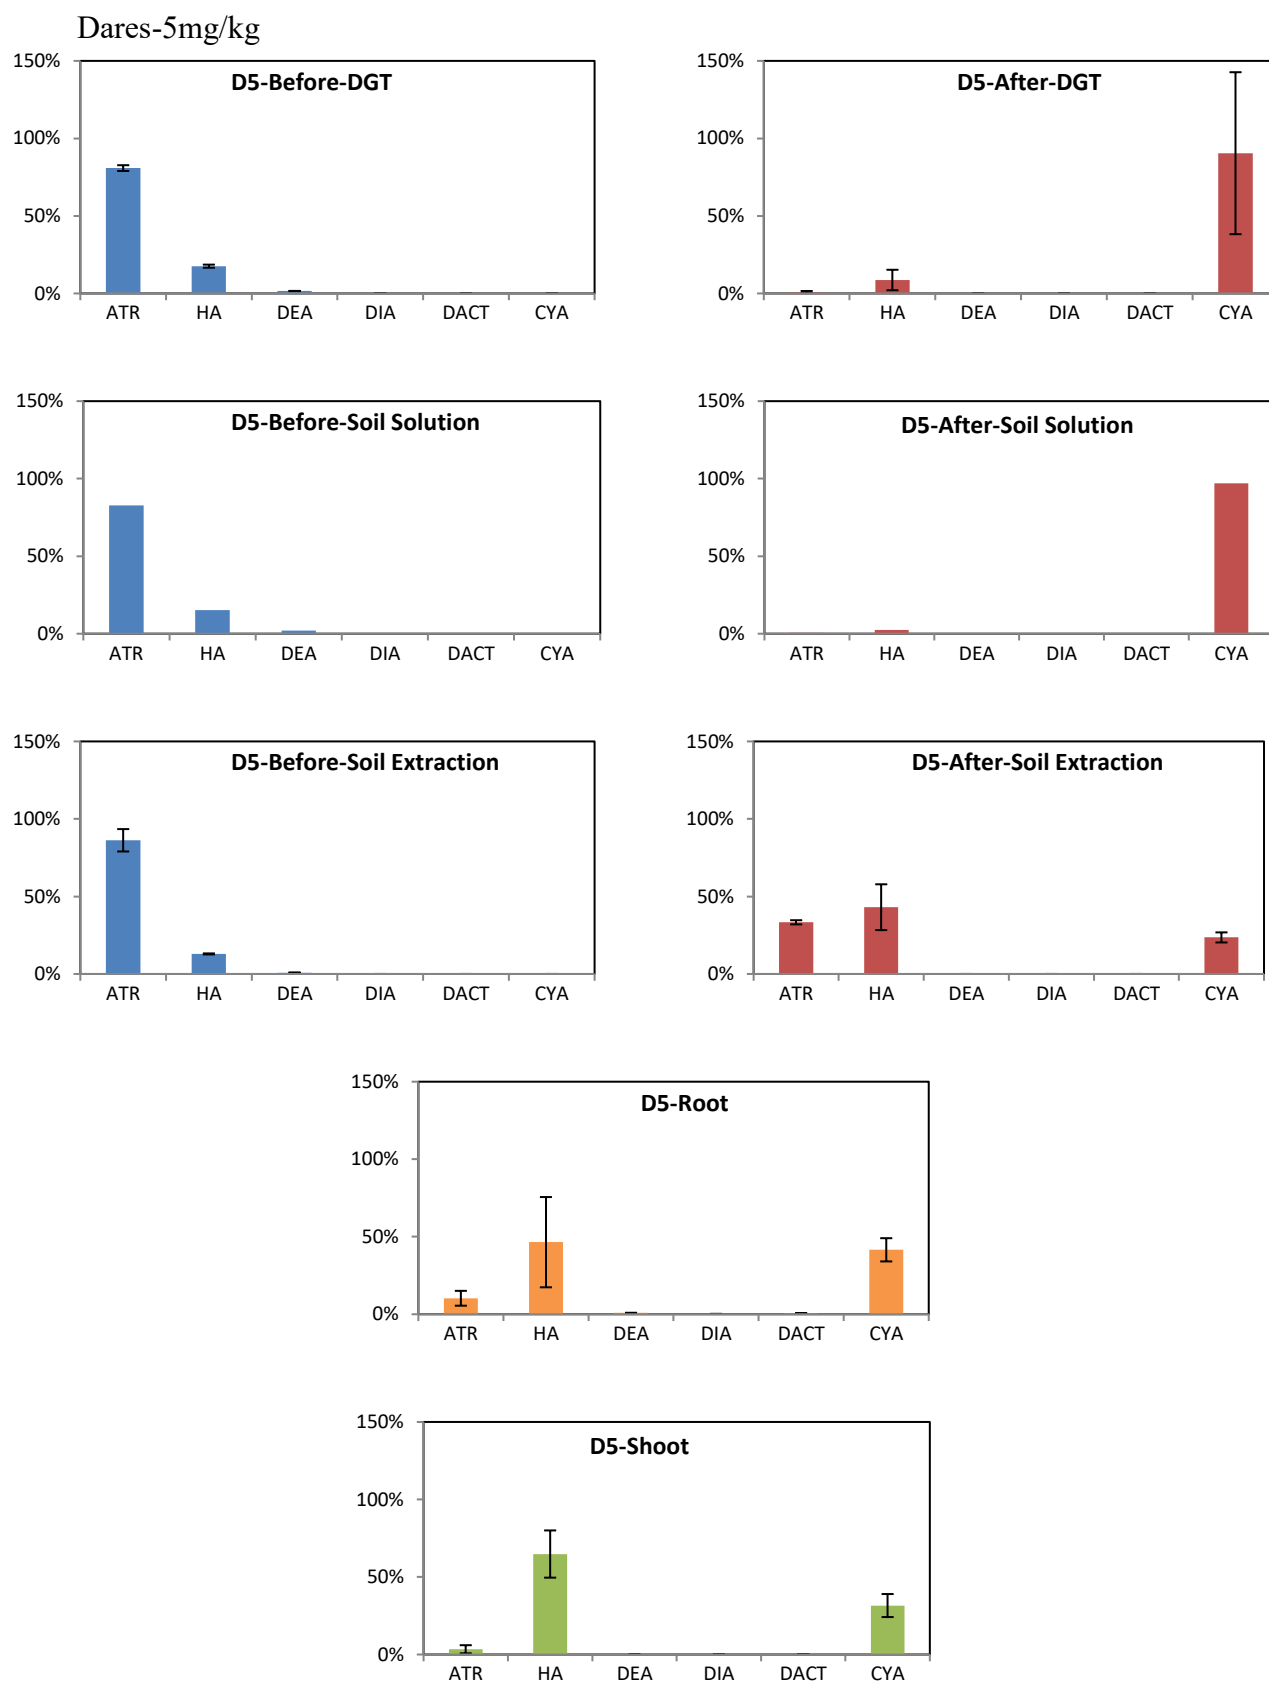 Dares-5mg/kg
D5-Before-DGT
150%
100%
50%
0%
ATR HA DEA DIA DACT CYA
D5-After-DGT
150%
100%
50%
0%
ATR HA DEA DIA DACT CYA
D5-Before-Soil Solution
150%
100%
50%
0%
ATR HA DEA DIA DACT CYA
D5-After-Soil Solution
150%
100%
50%
0%
ATR HA DEA DIA DACT CYA
D5-Before-Soil Extraction
150%
100%
50%
0%
ATR HA DEA DIA DACT CYA
D5-After-Soil Extraction
150%
100%
50%
0%
ATR HA DEA DIA DACT CYA
D5-Root
150%
100%
50%
0%
ATR HA DEA DIA DACT CYA
D5-Shoot
150%
100%
50%
0%
ATR HA DEA DIA DACT CYA